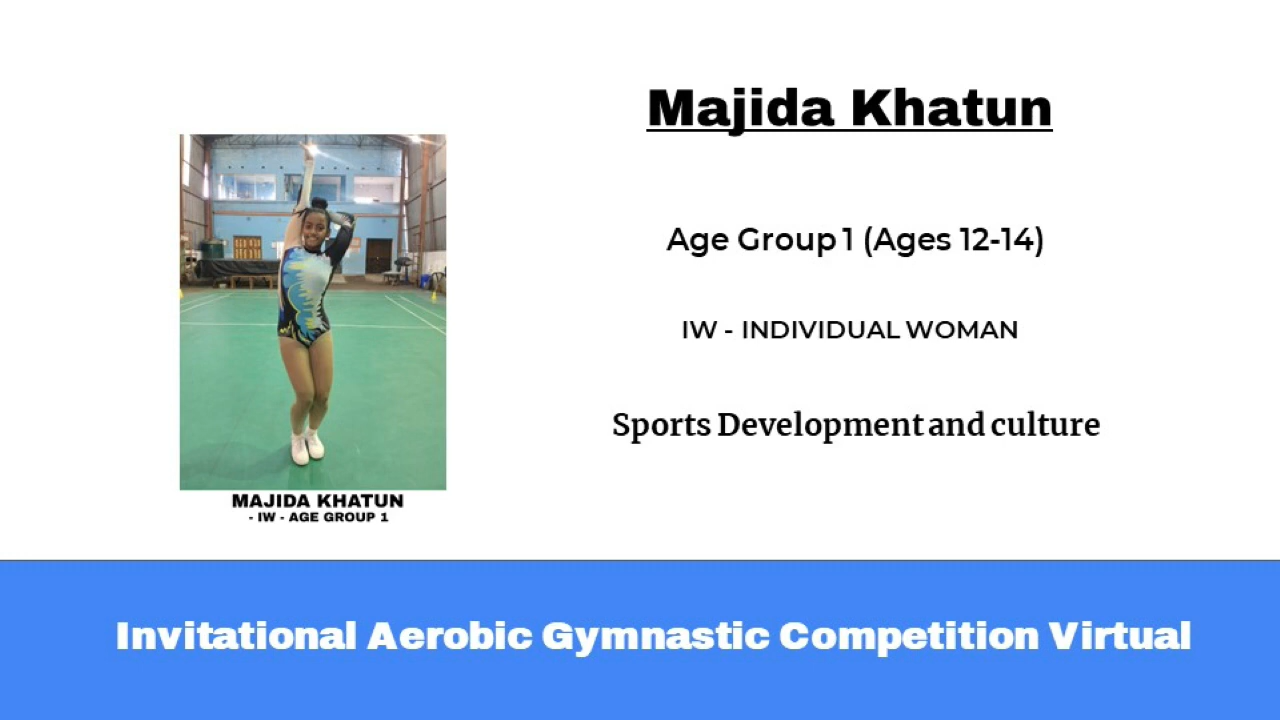 Majida Khatun
Age Group 1 (Ages 12-14)
IW - INDIVIDUAL WOMAN
Sports Development and culture
MAJIDA KHATUN
- IW - AGE GROUP 1
Invitational Aerobic Gymnastic Competition Virtual